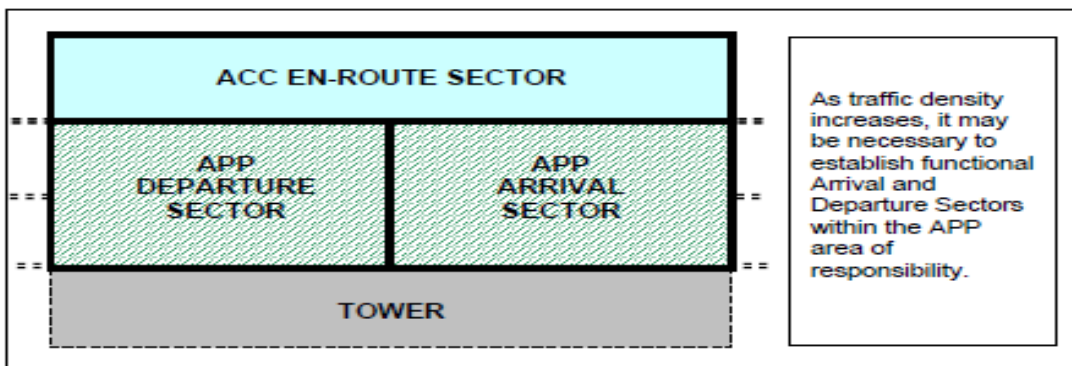 ACC EN-ROUTE SECTOR
APP
DEPARTURE
SECTOR
APP
ARRIVAL
SECTOR
TOWER
As traffic density
increases, it may
be necessary to
establish functional
Arrival and
Departure Sectors
within the APP
area of
responsibility.